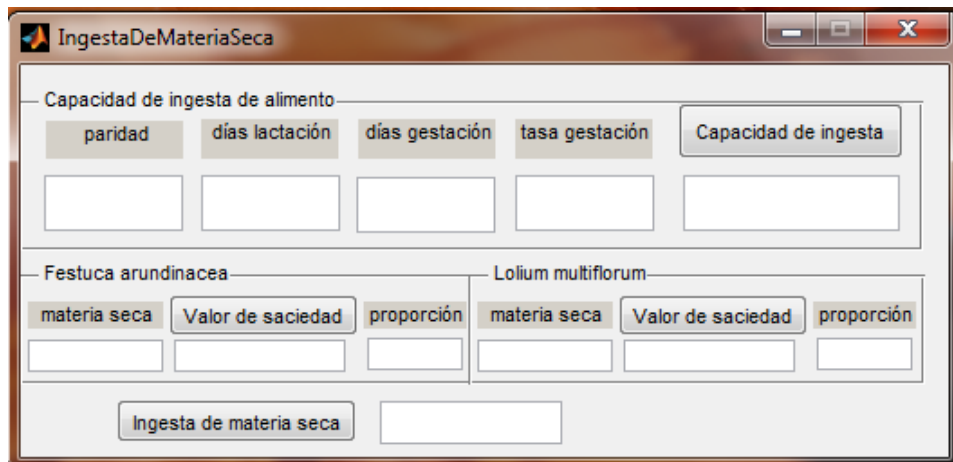 IngestaDeMateriaSeca
Capacidad de ingesta de alimento
paridad días lactación días gestación tasa gestación Capacidad de ingesta
Festuca arundinacea Lolium multiflorum
materia seca Valor de saciedad proporción materia seca Valor de saciedad proporción
Ingesta de materia seca